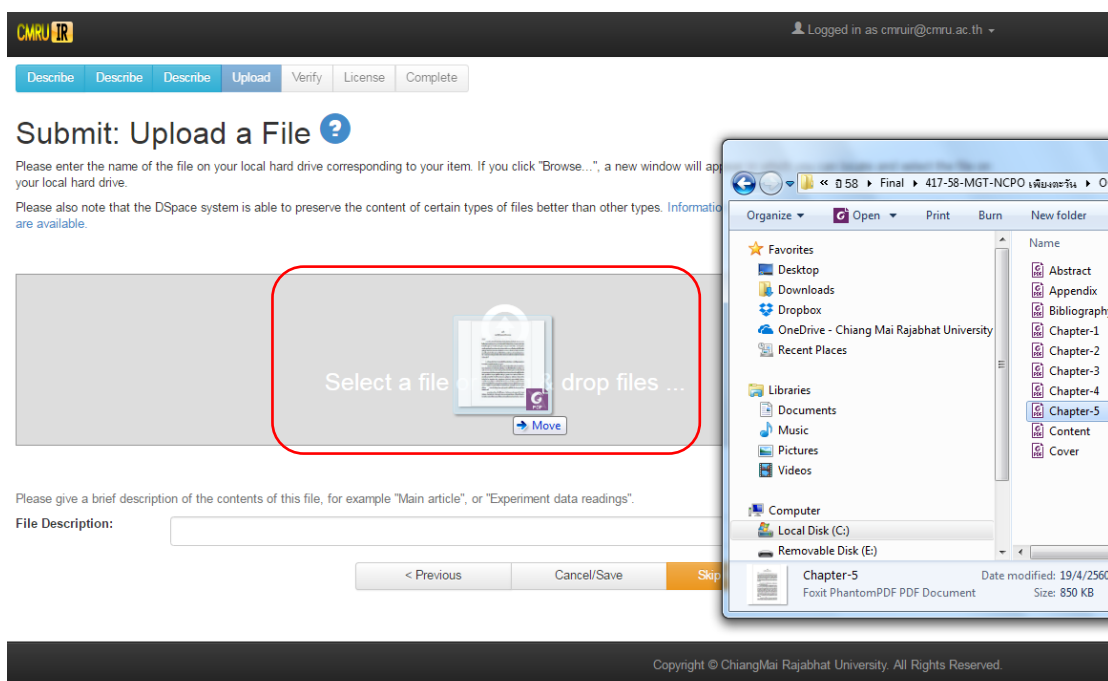 CMRU IR
Logged in as cmruir@cmru.ac.th
Describe Describe Describe Upload Verify License Complete
Submit: Upload a File ?
Please enter the name of the file on your local hard drive corresponding to your item. If you click "Browse...", a new window will app
your local hard drive.
Please also note that the DSpace system is able to preserve the content of certain types of files better than other types. Informatio
are available.
Select a file & drop files ...
PDF
Move
Please give a brief description of the contents of this file, for example "Main article", or "Experiment data readings".
File Description:
< Previous Cancel/Save Skip
« ปี 58 Final 417-58-MGT-NCPO เพียงตะวัน O
Organize Open Print Burn New folder
Favorites
Desktop
Downloads
Dropbox
OneDrive - Chiang Mai Rajabhat University
Recent Places
Libraries
Documents
Music
Pictures
Videos
Computer
Local Disk (C:)
Removable Disk (E:)
Name
Abstract
Appendix
Bibliography
Chapter-1
Chapter-2
Chapter-3
Chapter-4
Chapter-5
Content
Cover
Chapter-5 Date modified: 19/4/2560
Foxit PhantomPDF PDF Document Size: 850 KB
Copyright © ChiangMai Rajabhat University. All Rights Reserved.